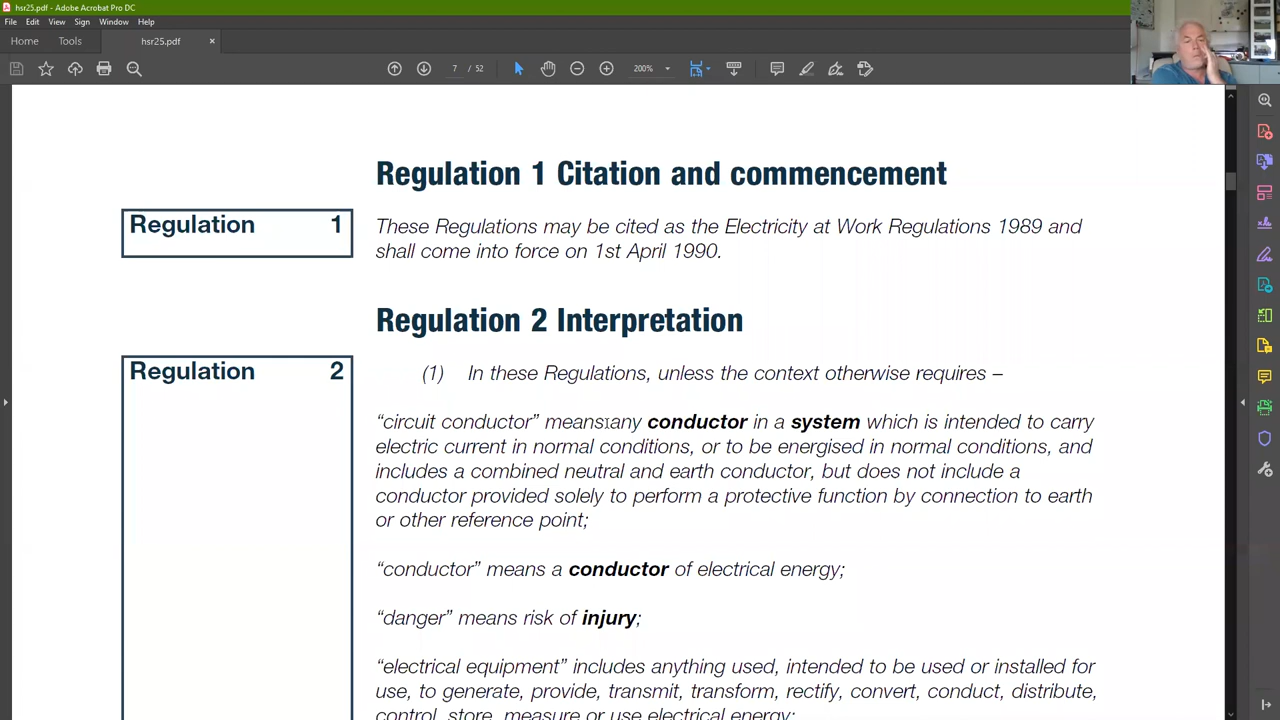 hsr25.pdf - Adobe Acrobat Pro DC
File Edit View Sign Window Help
Home Tools hsr25.pdf ×
7 / 52 200%
Regulation 1 Citation and commencement
Regulation 1
These Regulations may be cited as the Electricity at Work Regulations 1989 and
shall come into force on 1st April 1990.
Regulation 2 Interpretation
Regulation 2
(1) In these Regulations, unless the context otherwise requires –
“circuit conductor” means any conductor in a system which is intended to carry
electric current in normal conditions, or to be energised in normal conditions, and
includes a combined neutral and earth conductor, but does not include a
conductor provided solely to perform a protective function by connection to earth
or other reference point;
“conductor” means a conductor of electrical energy;
“danger” means risk of injury;
“electrical equipment” includes anything used, intended to be used or installed for
use, to generate, provide, transmit, transform, rectify, convert, conduct, distribute,
control, store, measure or use electrical energy;